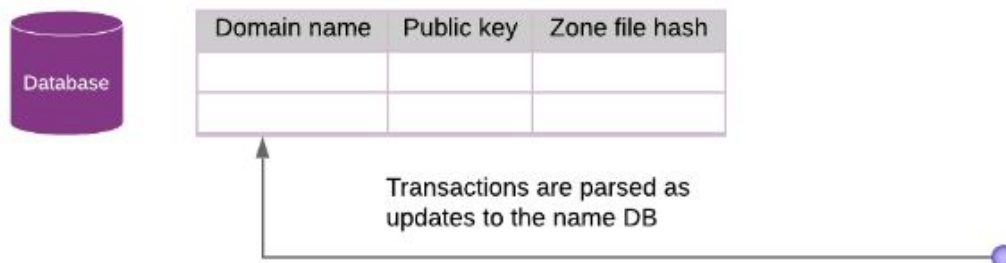 Domain name Public key Zone file hash
Database
Transactions are parsed as
updates to the name DB